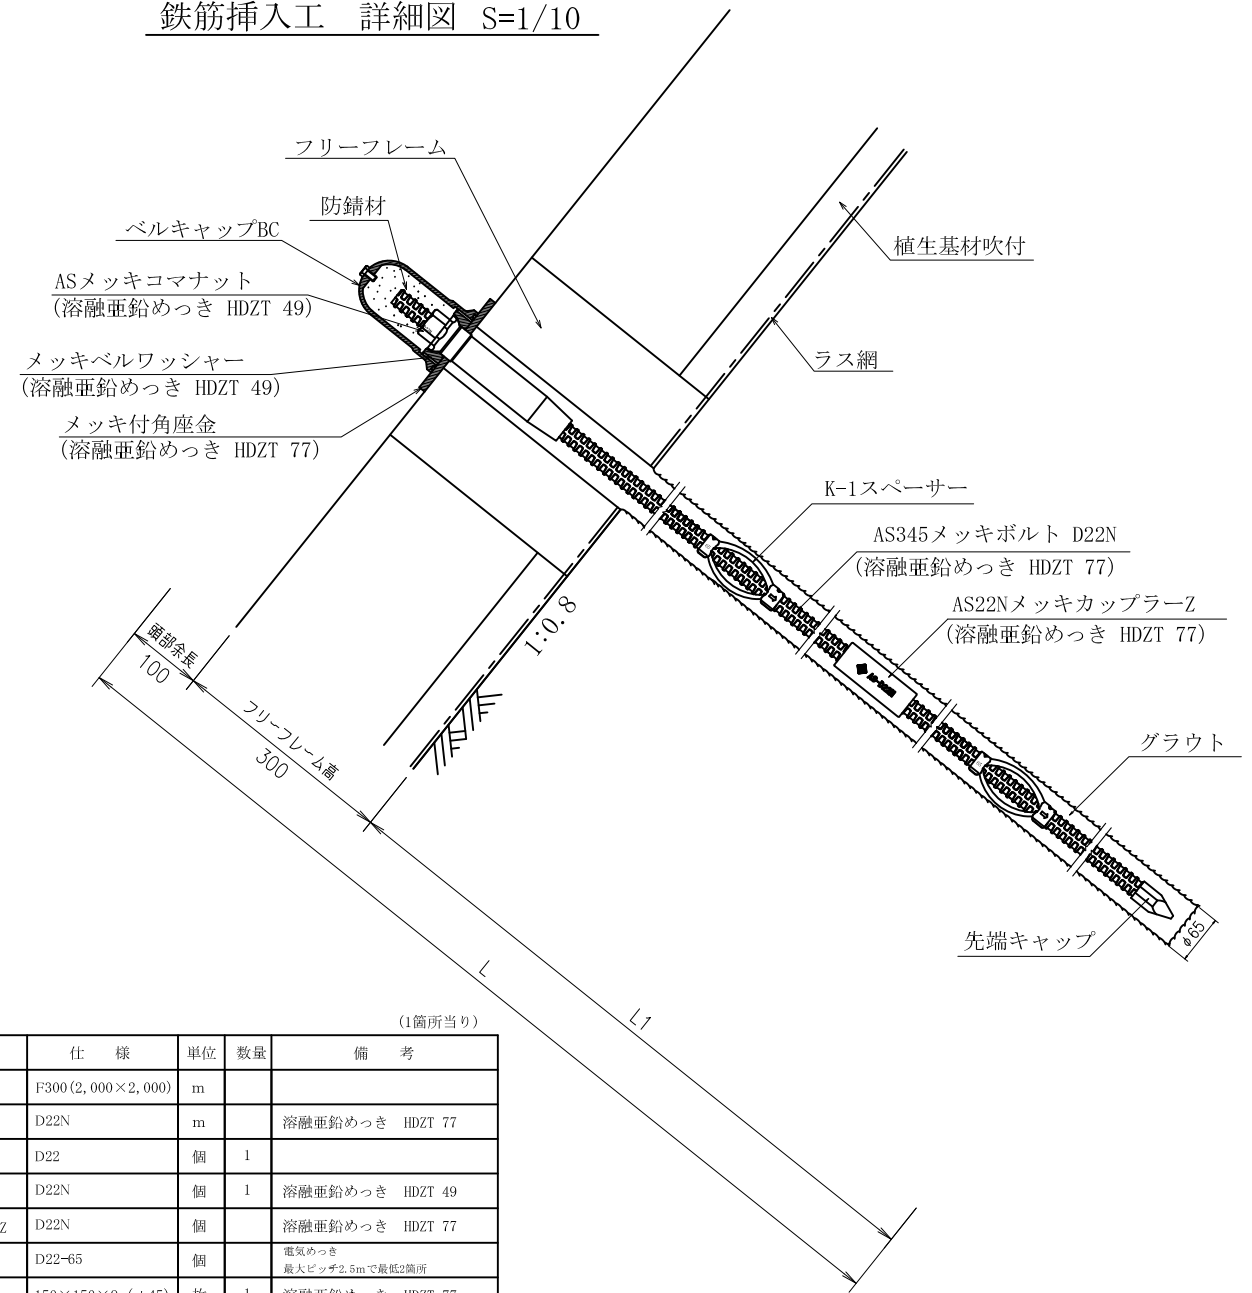 鉄筋挿入工　詳細図 S=1/10
フリーフレーム
防錆材
ベルキャップBC
ASメッキコマナット
(溶融亜鉛めっき HDZT 49)
メッキベルワッシャー
(溶融亜鉛めっき HDZT 49)
メッキ付角座金
(溶融亜鉛めっき HDZT 77)
植生基材吹付
ラス網
K-1スペーサー
AS345メッキボルト D22N
(溶融亜鉛めっき HDZT 77)
AS22NメッキカップラーZ
(溶融亜鉛めっき HDZT 77)
グラウト
先端キャップ
φ65
1:0.8
頭部余長
100
フリーフレーム高
300
L
L1
(1箇所当り)
仕　様 単位 数量 備　考
F300(2,000×2,000) m
D22N m 溶融亜鉛めっき HDZT 77
D22 個 1
D22N 個 1 溶融亜鉛めっき HDZT 49
Z D22N 個 溶融亜鉛めっき HDZT 77
D22-65 個 電気めっき
最大ピッチ2.5mで最低2箇所